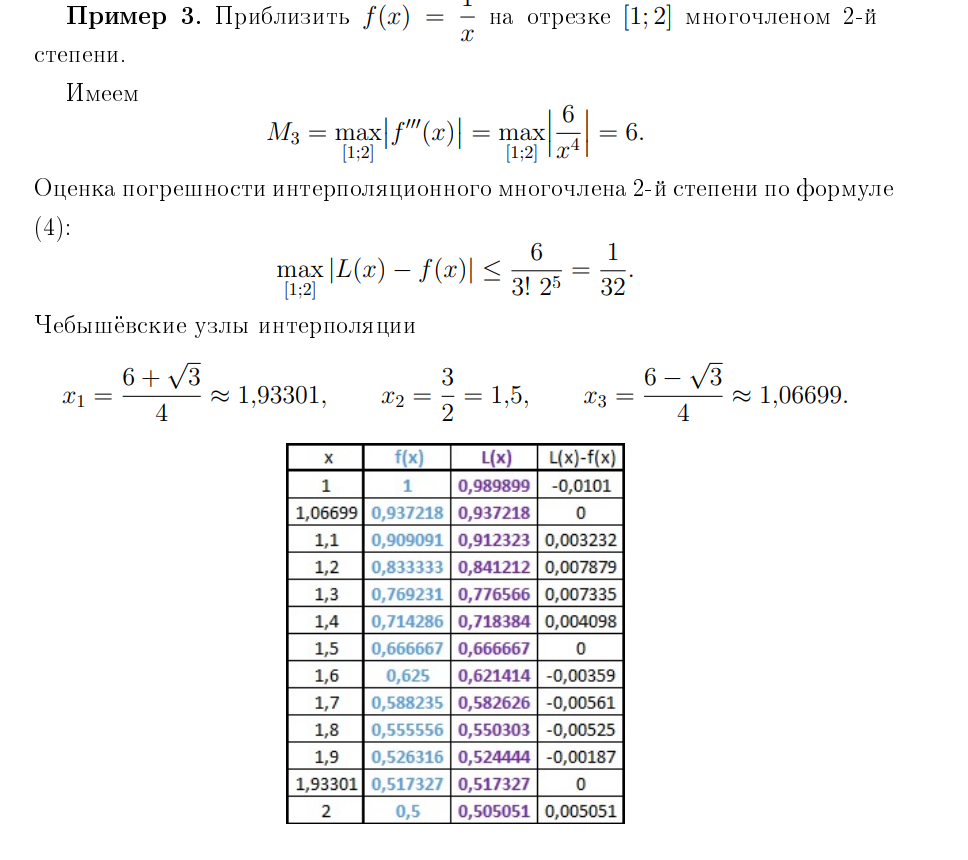 Пример 3. Приблизить f(x) = 1/x на отрезке [1; 2] многочленом 2-й
степени.
Имеем
M₃ = max[1;2] |f‴(x)| = max[1;2] |6/x⁴| = 6.
Оценка погрешности интерполяционного многочлена 2-й степени по формуле
(4):
max[1;2] |L(x) − f(x)| ≤ 6/(3! 2⁵) = 1/32.
Чебышёвские узлы интерполяции
x₁ = (6 + √3)/4 ≈ 1,93301, x₂ = 3/2 = 1,5, x₃ = (6 − √3)/4 ≈ 1,06699.
x f(x) L(x) L(x)-f(x)
1 1 0,989899 -0,0101
1,06699 0,937218 0,937218 0
1,1 0,909091 0,912323 0,003232
1,2 0,833333 0,841212 0,007879
1,3 0,769231 0,776566 0,007335
1,4 0,714286 0,718384 0,004098
1,5 0,666667 0,666667 0
1,6 0,625 0,621414 -0,00359
1,7 0,588235 0,582626 -0,00561
1,8 0,555556 0,550303 -0,00525
1,9 0,526316 0,524444 -0,00187
1,93301 0,517327 0,517327 0
2 0,5 0,505051 0,005051